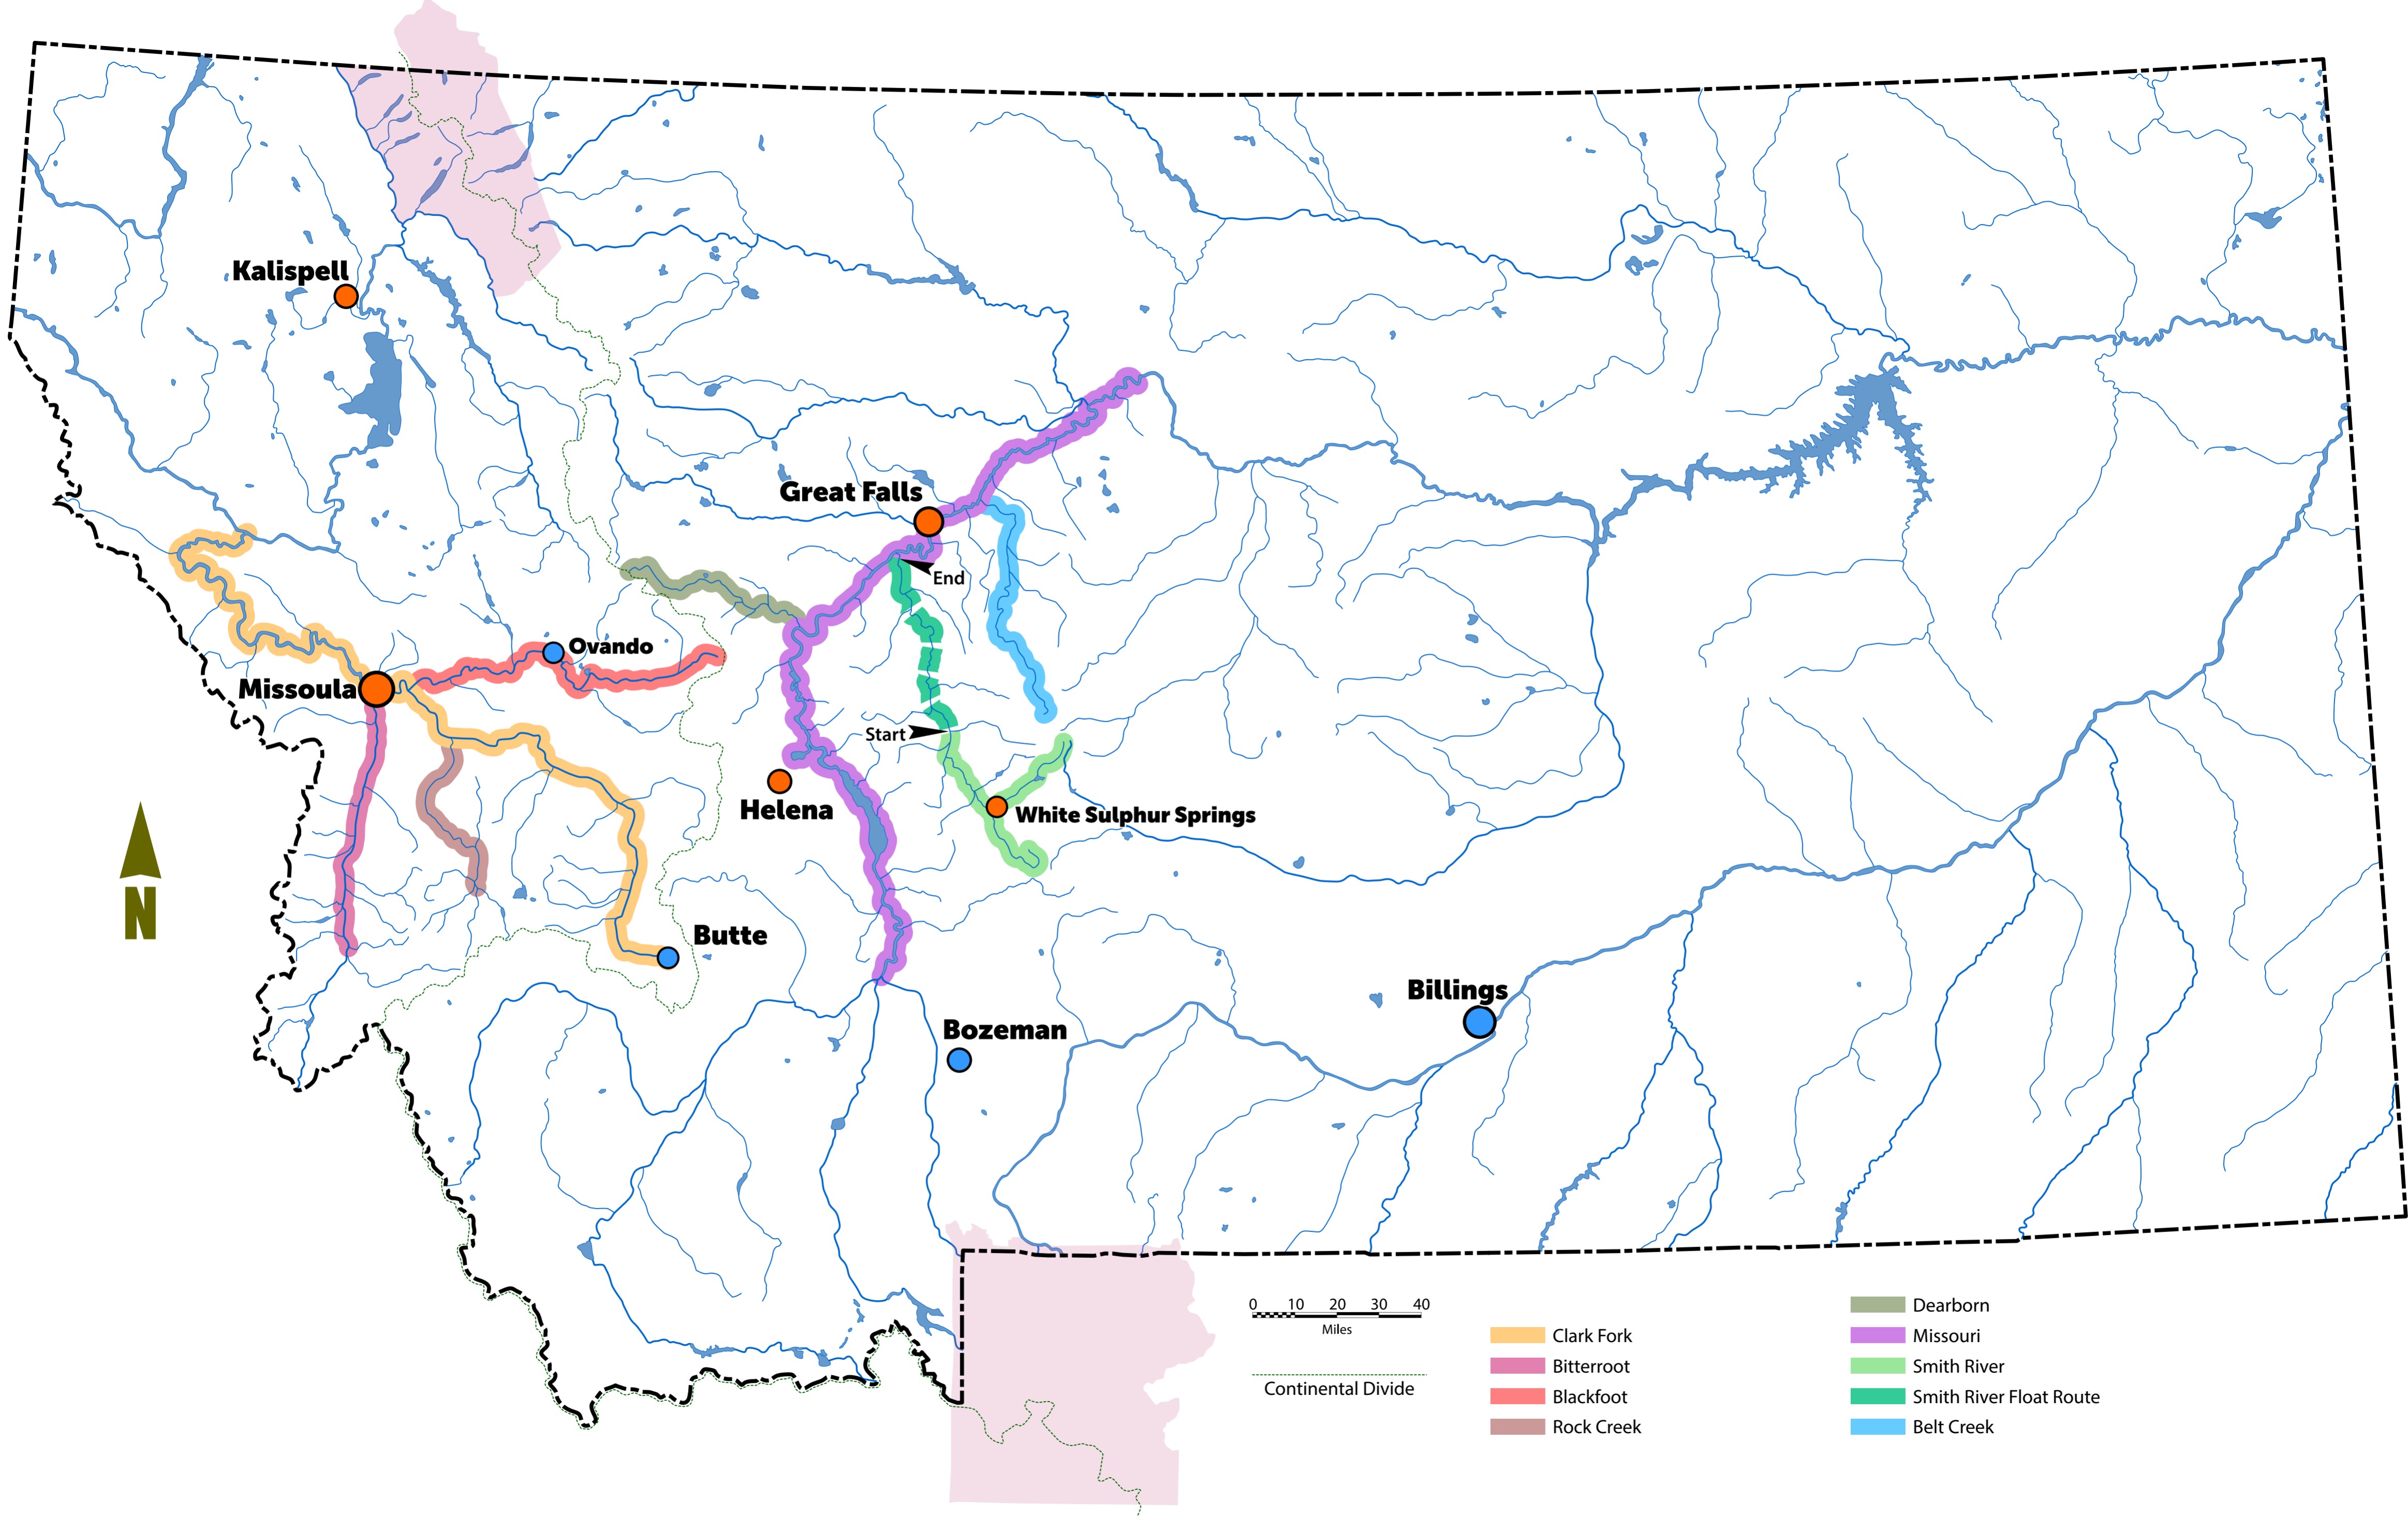 Kalispell
Great Falls
End
Ovando
Missoula
Start
Helena
White Sulphur Springs
N
Butte
Billings
Bozeman
0 10 20 30 40
Miles
Continental Divide
Clark Fork
Bitterroot
Blackfoot
Rock Creek
Dearborn
Missouri
Smith River
Smith River Float Route
Belt Creek